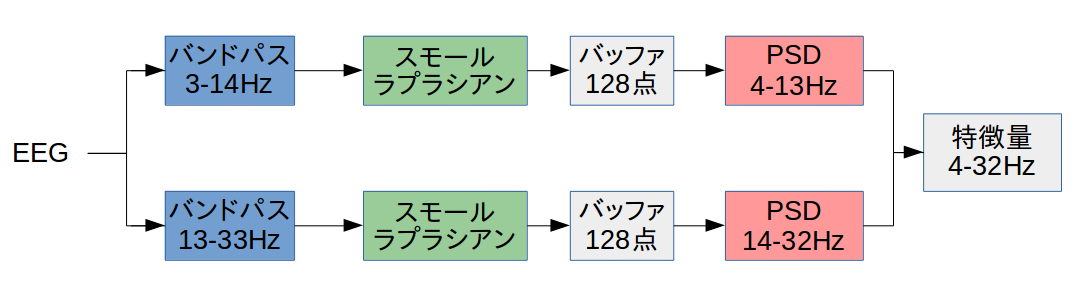 バンドパス
3-14Hz
スモール
ラプラシアン
バッファ
128点
PSD
4-13Hz
EEG
特徴量
4-32Hz
バンドパス
13-33Hz
スモール
ラプラシアン
バッファ
128点
PSD
14-32Hz